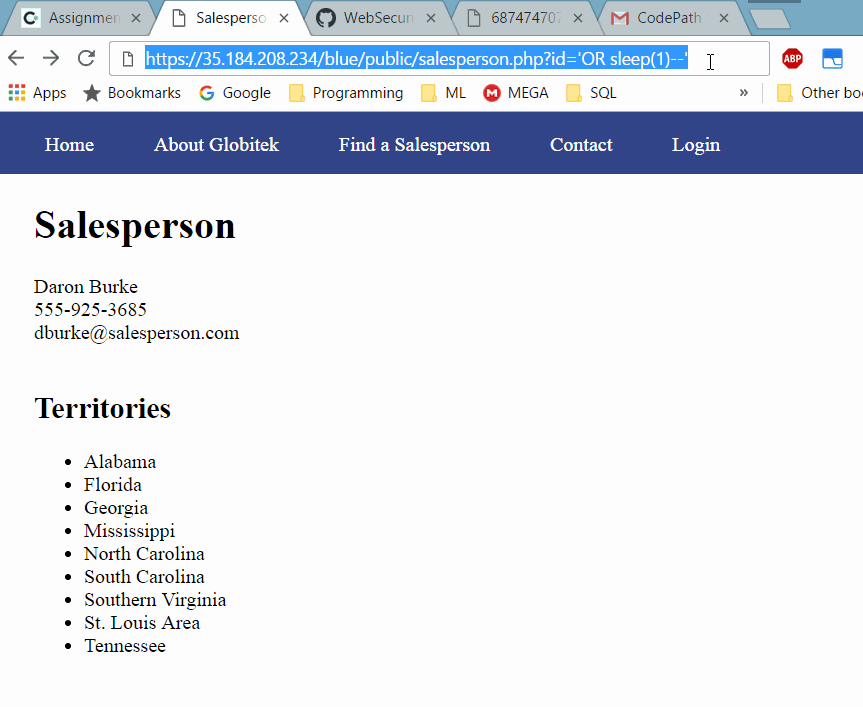 Assignmen
Salesperso
WebSecuri
687474707
CodePath
https://35.184.208.234/blue/public/salesperson.php?id='OR sleep(1)--'
ABP
Apps Bookmarks Google Programming ML MEGA SQL » Other boo
Home About Globitek Find a Salesperson Contact Login
Salesperson
Daron Burke
555-925-3685
dburke@salesperson.com
Territories
• Alabama
• Florida
• Georgia
• Mississippi
• North Carolina
• South Carolina
• Southern Virginia
• St. Louis Area
• Tennessee